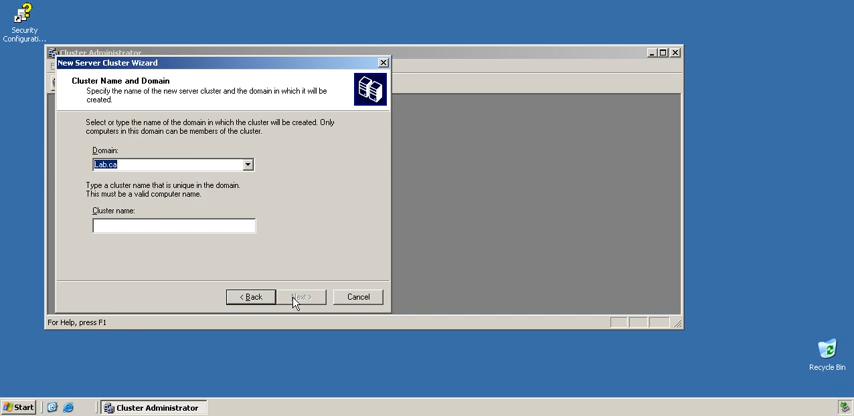 Security
Configurati...
Cluster Administrator
New Server Cluster Wizard
Cluster Name and Domain
Specify the name of the new server cluster and the domain in which it will be
created.
Select or type the name of the domain in which the cluster will be created. Only
computers in this domain can be members of the cluster.
Domain:
Lab.ca
Type a cluster name that is unique in the domain.
This must be a valid computer name.
Cluster name:
< Back
Next >
Cancel
For Help, press F1
Recycle Bin
Start
Cluster Administrator